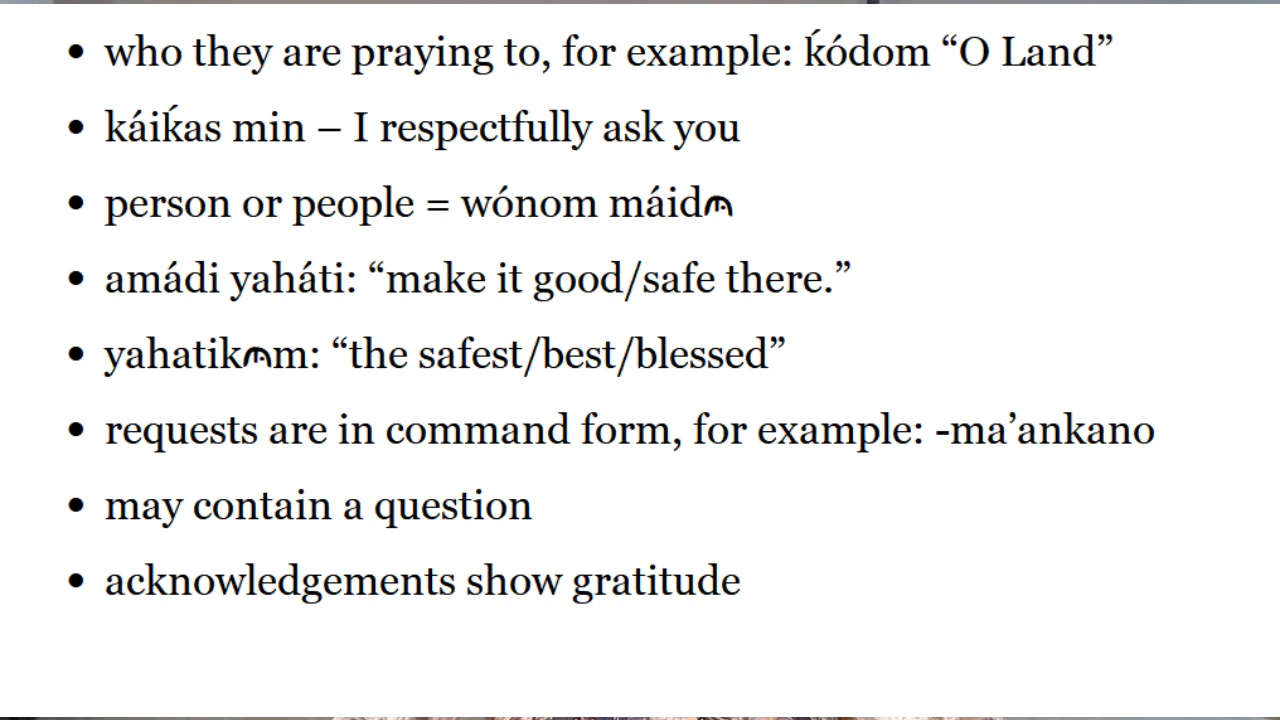 • who they are praying to, for example: ḱódom “O Land”
• káiḱas min – I respectfully ask you
• person or people = wónom máid₼
• amádi yaháti: “make it good/safe there.”
• yahatik₼m: “the safest/best/blessed”
• requests are in command form, for example: -ma’ankano
• may contain a question
• acknowledgements show gratitude